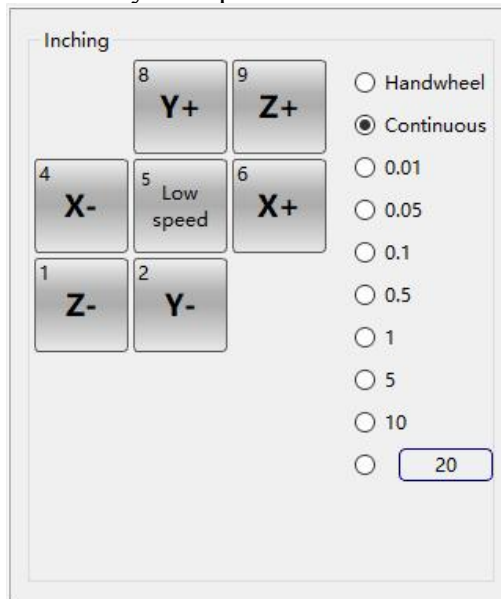 Inching
8
Y+
9
Z+
4
X-
5
Low
speed
6
X+
1
Z-
2
Y-
Handwheel
Continuous
0.01
0.05
0.1
0.5
1
5
10
20